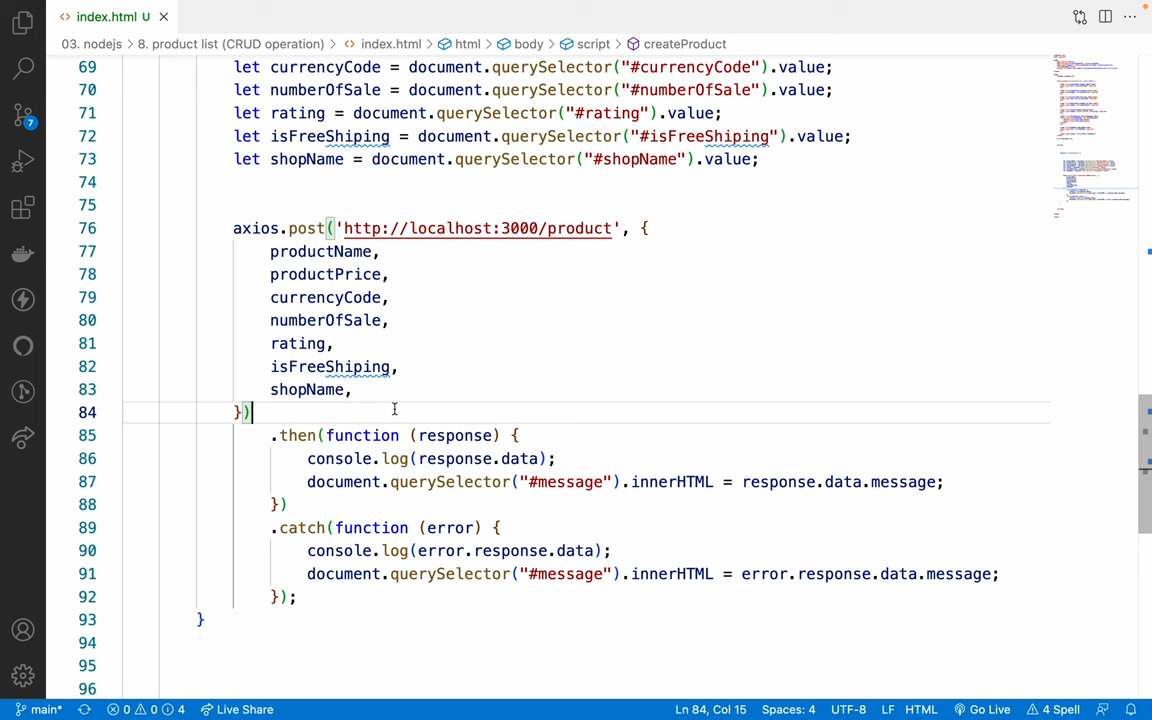 index.html U
03. nodejs > 8. product list (CRUD operation) > index.html > html > body > script > createProduct
69 let currencyCode = document.querySelector("#currencyCode").value;
70 let numberOfSale = document.querySelector("#numberOfSale").value;
71 let rating = document.querySelector("#rating").value;
72 let isFreeShiping = document.querySelector("#isFreeShiping").value;
73 let shopName = document.querySelector("#shopName").value;
74
75
76 axios.post('http://localhost:3000/product', {
77 productName,
78 productPrice,
79 currencyCode,
80 numberOfSale,
81 rating,
82 isFreeShiping,
83 shopName,
84 })
85 .then(function (response) {
86 console.log(response.data);
87 document.querySelector("#message").innerHTML = response.data.message;
88 })
89 .catch(function (error) {
90 console.log(error.response.data);
91 document.querySelector("#message").innerHTML = error.response.data.message;
92 });
93 }
94
95
96
7
main* 0 0 4 Live Share Ln 84, Col 15 Spaces: 4 UTF-8 LF HTML Go Live 4 Spell